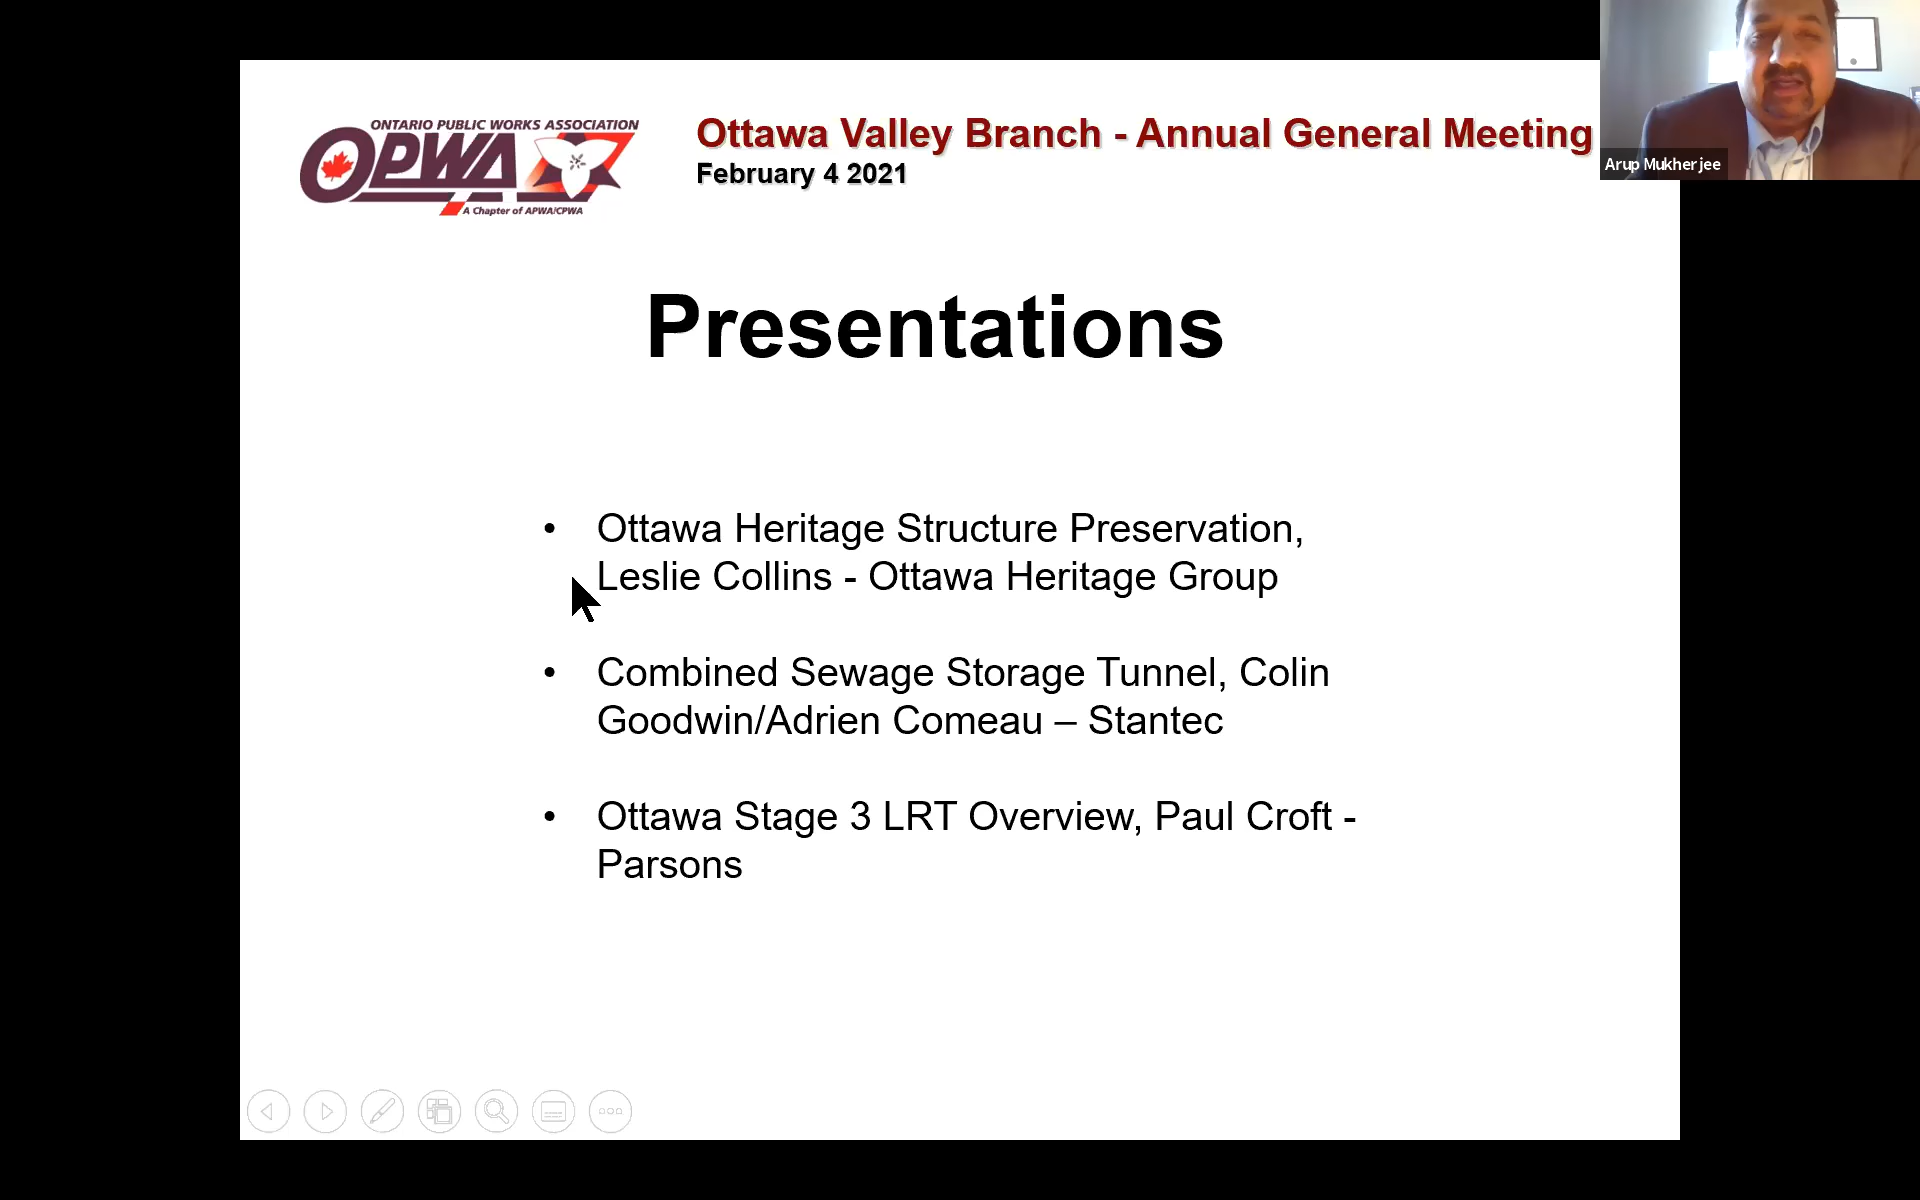 ONTARIO PUBLIC WORKS ASSOCIATION
OPWA
A Chapter of APWA/CPWA
Ottawa Valley Branch - Annual General Meeting
February 4 2021
Arup Mukherjee
Presentations
• Ottawa Heritage Structure Preservation,
Leslie Collins - Ottawa Heritage Group
• Combined Sewage Storage Tunnel, Colin
Goodwin/Adrien Comeau – Stantec
• Ottawa Stage 3 LRT Overview, Paul Croft -
Parsons